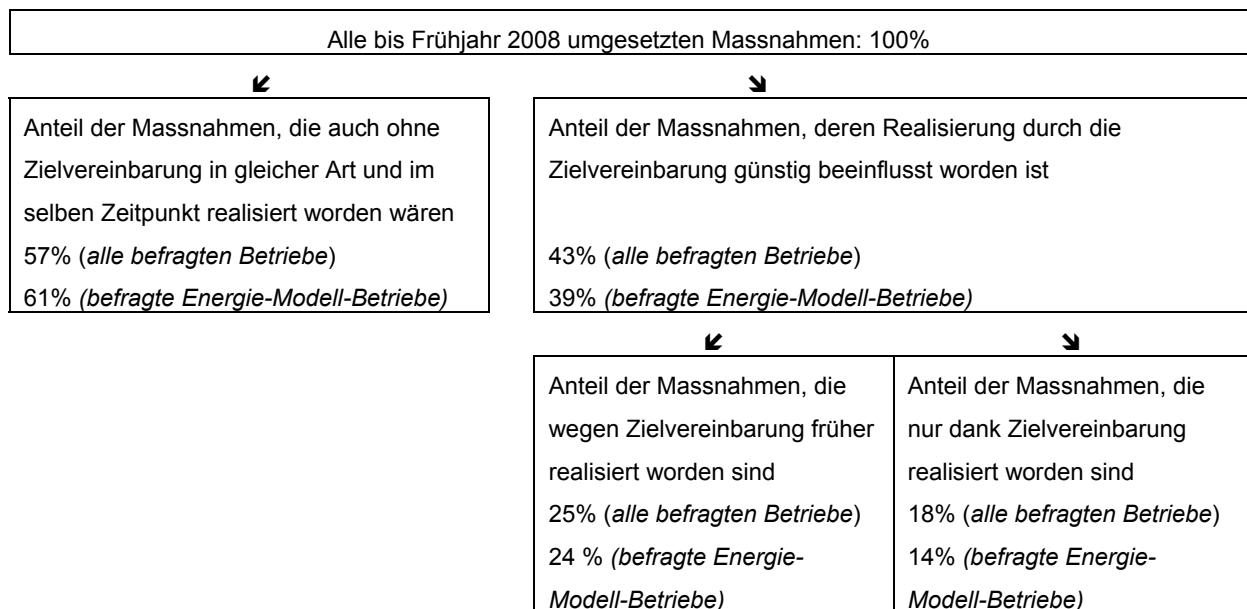 Alle bis Frühjahr 2008 umgesetzten Massnahmen: 100%
Anteil der Massnahmen, die auch ohne
Zielvereinbarung in gleicher Art und im
selben Zeitpunkt realisiert worden wären
57% (alle befragten Betriebe)
61% (befragte Energie-Modell-Betriebe)
Anteil der Massnahmen, deren Realisierung durch die
Zielvereinbarung günstig beeinflusst worden ist
43% (alle befragten Betriebe)
39% (befragte Energie-Modell-Betriebe)
Anteil der Massnahmen, die
wegen Zielvereinbarung früher
realisiert worden sind
25% (alle befragten Betriebe)
24 % (befragte Energie-
Modell-Betriebe)
Anteil der Massnahmen, die
nur dank Zielvereinbarung
realisiert worden sind
18% (alle befragten Betriebe)
14% (befragte Energie-
Modell-Betriebe)